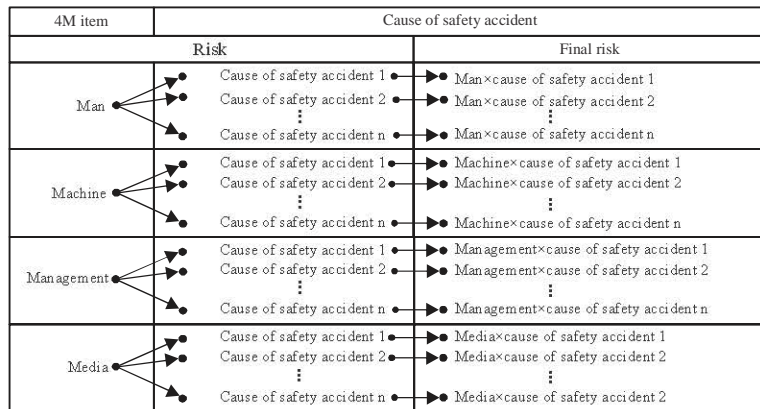 4M item Cause of safety accident
Risk Final risk
Cause of safety accident 1 Man×cause of safety accident 1
Man Cause of safety accident 2 Man×cause of safety accident 2
Cause of safety accident n Man×cause of safety accident n
Cause of safety accident 1 Machine×cause of safety accident 1
Machine Cause of safety accident 2 Machine×cause of safety accident 2
Cause of safety accident n Machine×cause of safety accident n
Cause of safety accident 1 Management×cause of safety accident 1
Management Cause of safety accident 2 Management×cause of safety accident 2
Cause of safety accident n Management×cause of safety accident n
Cause of safety accident 1 Media×cause of safety accident 1
Media Cause of safety accident 2 Media×cause of safety accident 2
Cause of safety accident n Media×cause of safety accident 2